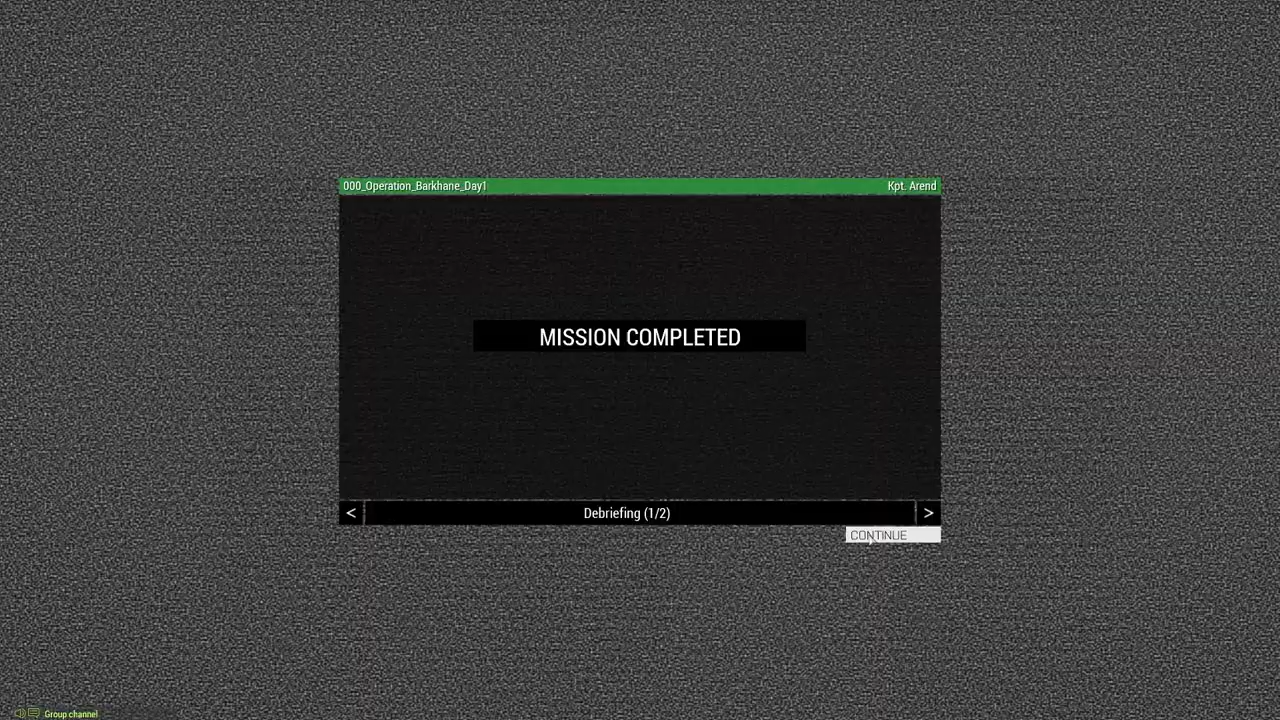 000_Operation_Barkhane_Day1 Kpt. Arend
MISSION COMPLETED
< Debriefing (1/2) >
CONTINUE
Group channel